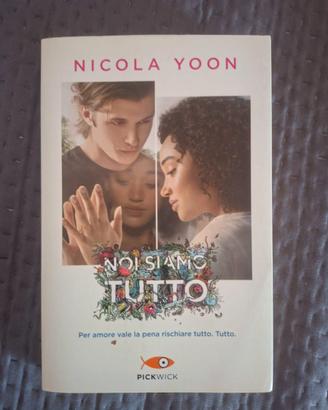 NICOLA YOON
NOI SIAMO
TUTTO
Per amore vale la pena rischiare tutto. Tutto.
PICKWICK